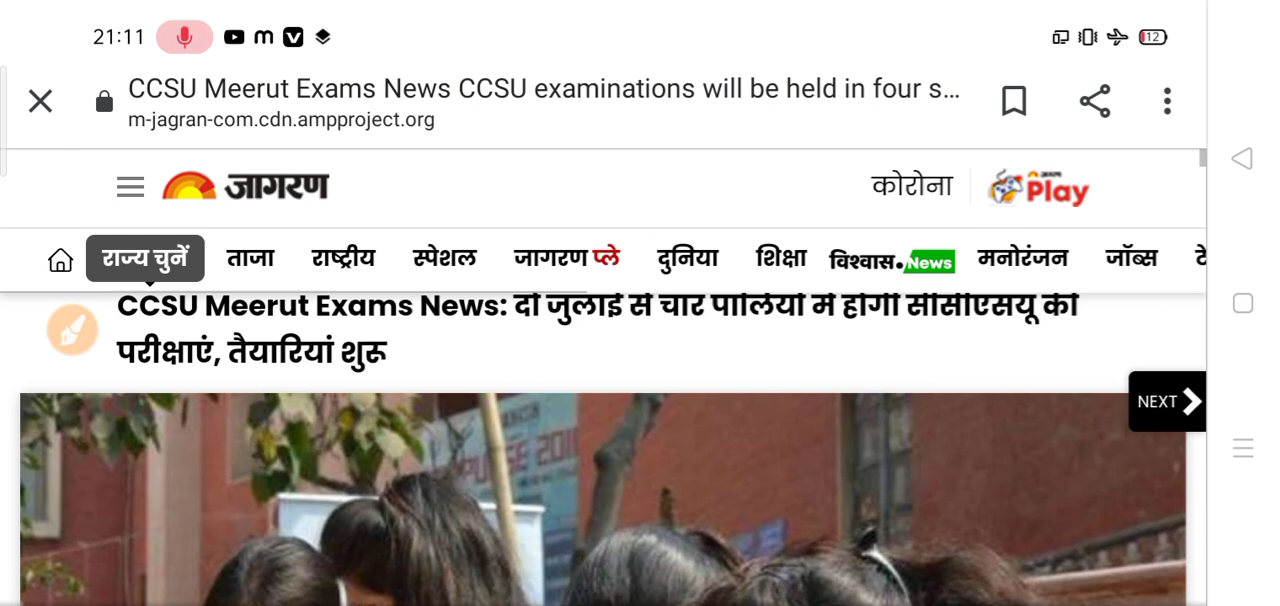 21:11
12
CCSU Meerut Exams News CCSU examinations will be held in four s...
m-jagran-com.cdn.ampproject.org
जागरण कोरोना Play
राज्य चुनें ताजा राष्ट्रीय स्पेशल जागरण प्ले दुनिया शिक्षा विश्वास.News मनोरंजन जॉब्स टे
CCSU Meerut Exams News: दो जुलाई से चार पालियों में होगी सीसीएसयू की
परीक्षाएं, तैयारियां शुरू
NEXT